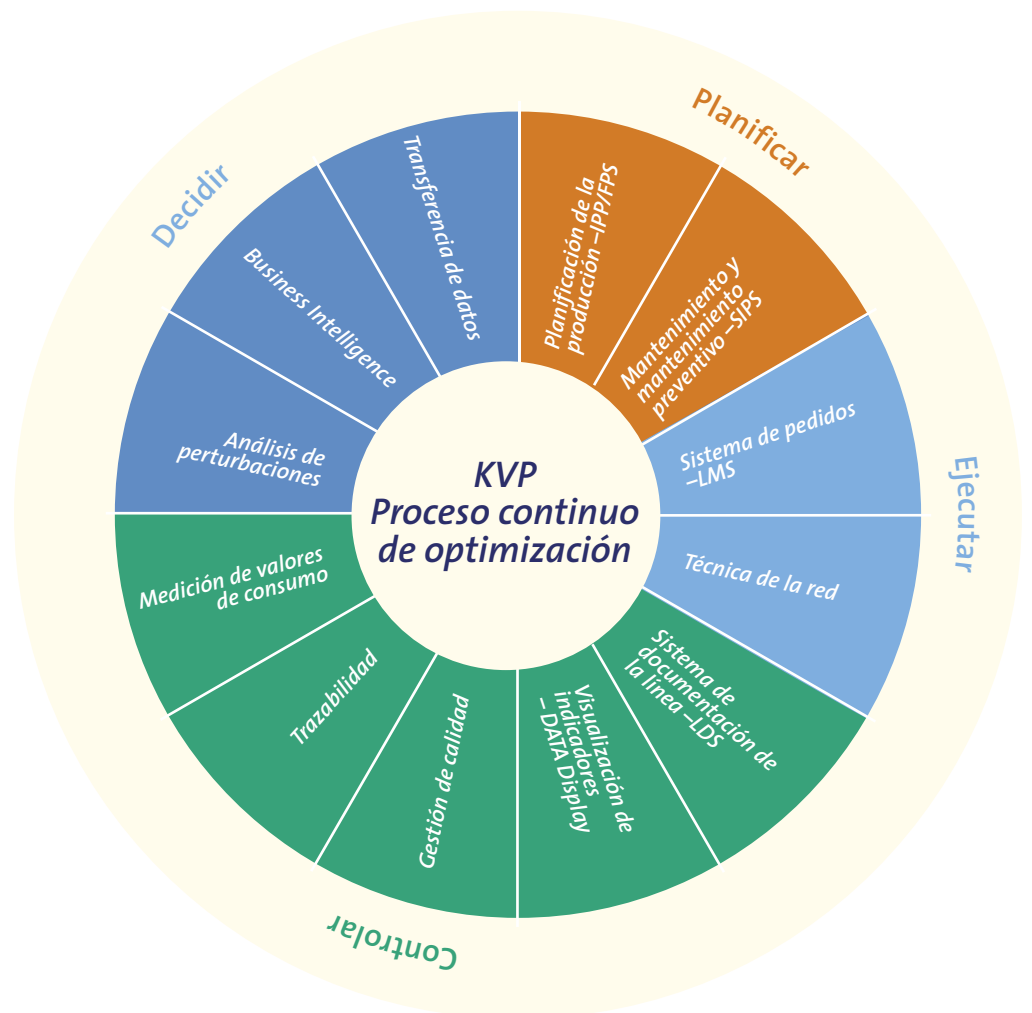 KVP
Proceso continuo
de optimización
Planificar
Planificación de la
producción –IPP/FPS
Mantenimiento y
mantenimiento
preventivo –SIPS
Ejecutar
Sistema de pedidos
–LMS
Técnica de la red
Controlar
Sistema de
documentación de
la línea –LDS
Visualización de
indicadores
– DATA Display
Gestión de calidad
Trazabilidad
Medición de valores
de consumo
Decidir
Análisis de
perturbaciones
Business Intelligence
Transferencia de datos